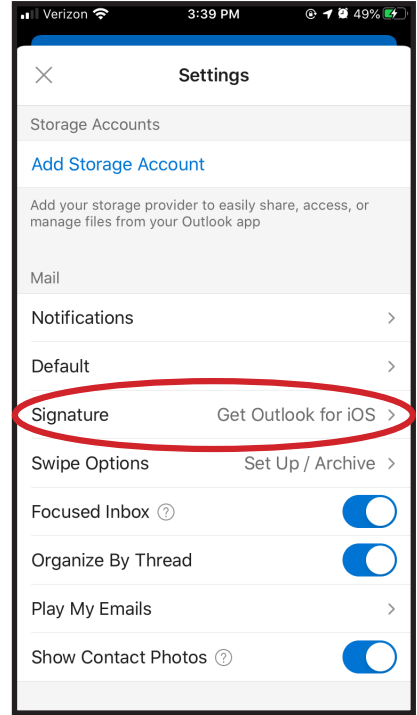 Verizon 3:39 PM 49%
Settings
Storage Accounts
Add Storage Account
Add your storage provider to easily share, access, or
manage files from your Outlook app
Mail
Notifications
Default
Signature Get Outlook for iOS
Swipe Options Set Up / Archive
Focused Inbox ?
Organize By Thread
Play My Emails
Show Contact Photos ?